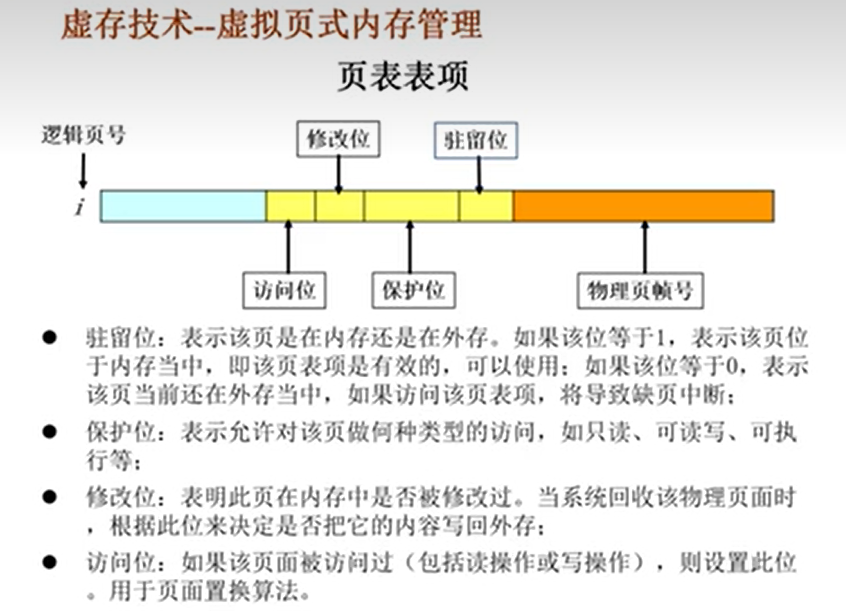 虚存技术--虚拟页式内存管理
页表表项
逻辑页号
修改位
驻留位
i
访问位
保护位
物理页帧号
● 驻留位：表示该页是在内存还是在外存。如果该位等于1，表示该页位
于内存当中，即该页表项是有效的，可以使用；如果该位等于0，表示
该页当前还在外存当中，如果访问该页表项，将导致缺页中断；
● 保护位：表示允许对该页做何种类型的访问，如只读、可读写、可执
行等；
● 修改位：表明此页在内存中是否被修改过。当系统回收该物理页面时
，根据此位来决定是否把它的内容写回外存；
● 访问位：如果该页面被访问过（包括读操作或写操作），则设置此位
。用于页面置换算法。